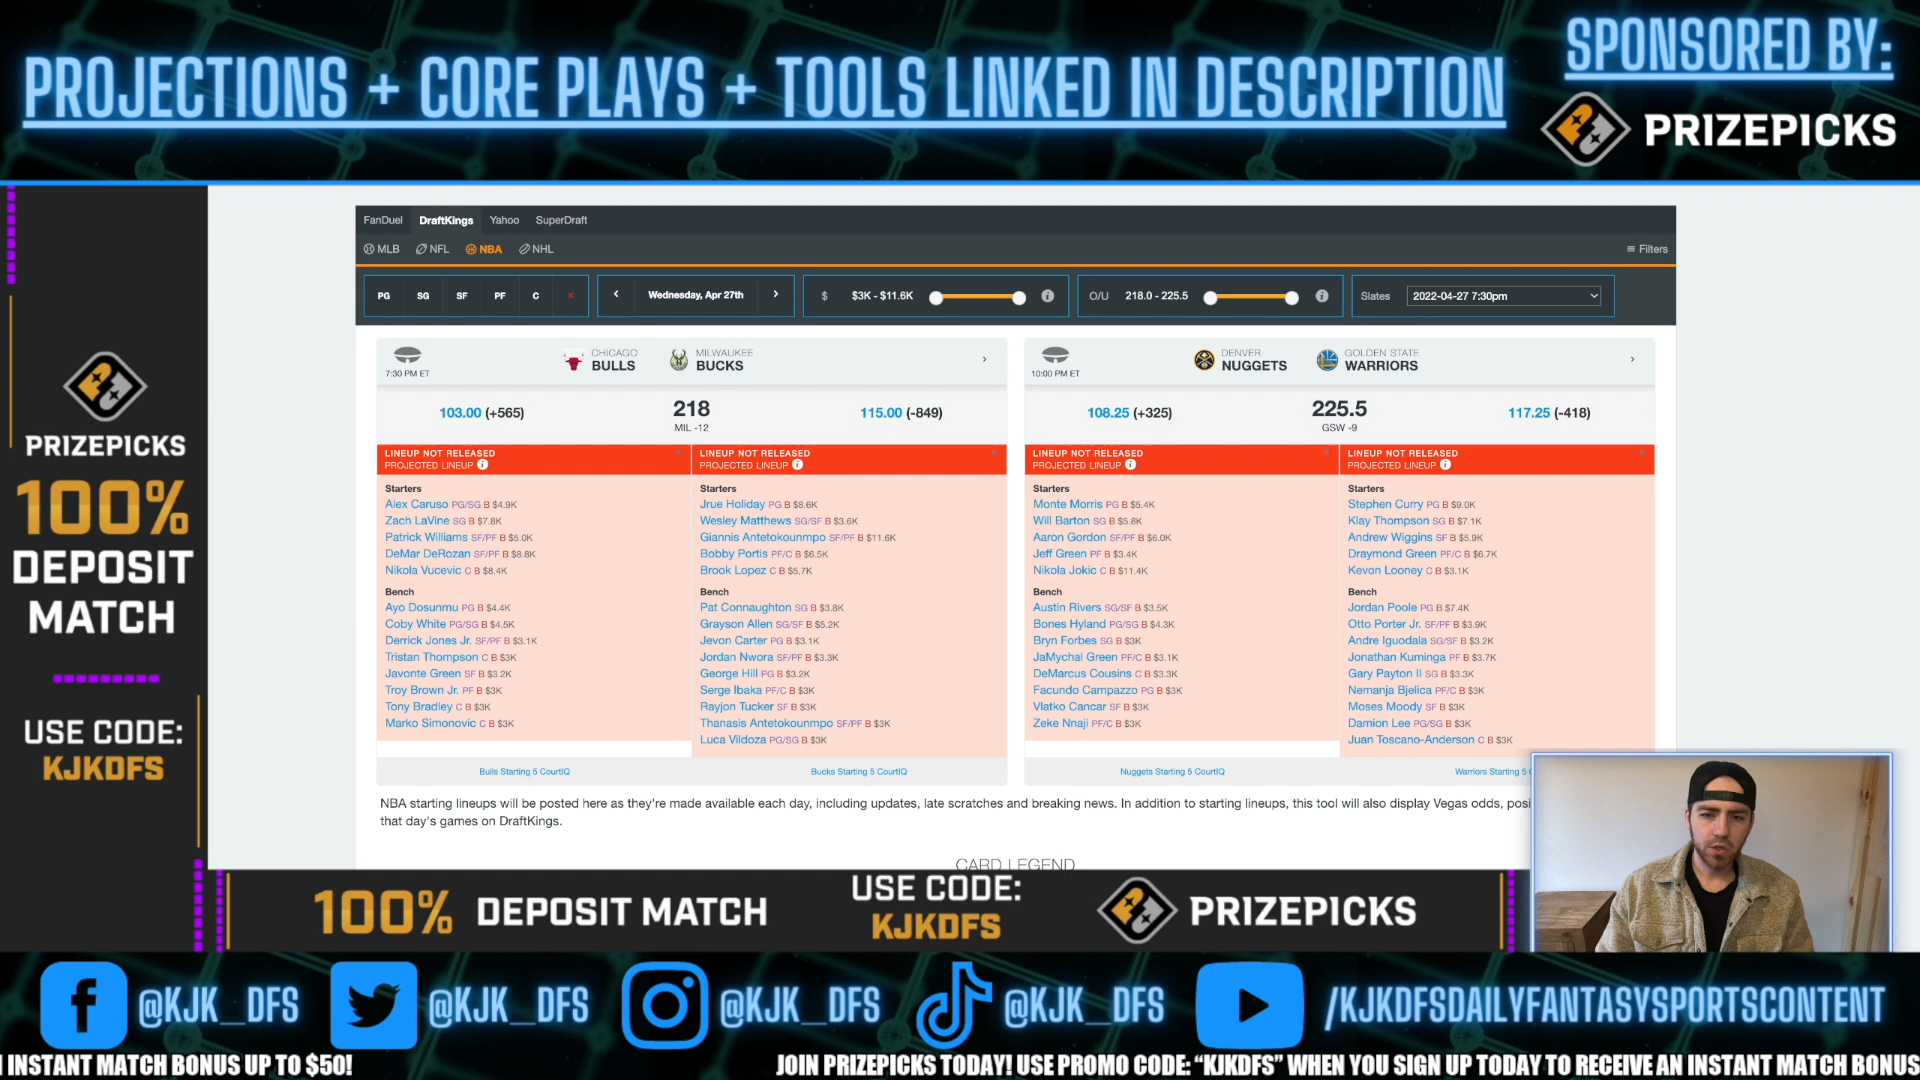 PROJECTIONS + CORE PLAYS + TOOLS LINKED IN DESCRIPTION
SPONSORED BY:
PRIZEPICKS
FanDuel DraftKings Yahoo SuperDraft
MLB NFL NBA NHL
Filters
PG SG SF PF C ×
Wednesday, Apr 27th
$ $3K - $11.6K
O/U 218.0 - 225.5
Slates 2022-04-27 7:30pm
7:30 PM ET
CHICAGO
BULLS
MILWAUKEE
BUCKS
103.00 (+565)
218
MIL -12
115.00 (-849)
LINEUP NOT RELEASED
PROJECTED LINEUP
Starters
Alex Caruso PG/SG B $4.9K
Zach LaVine SG B $7.8K
Patrick Williams SF/PF B $5.0K
DeMar DeRozan SF/PF B $8.8K
Nikola Vucevic C B $8.4K
Bench
Ayo Dosunmu PG B $4.4K
Coby White PG/SG B $4.5K
Derrick Jones Jr. SF/PF B $3.1K
Tristan Thompson C B $3K
Javonte Green SF B $3.2K
Troy Brown Jr. PF B $3K
Tony Bradley C B $3K
Marko Simonovic C B $3K
Bulls Starting 5 CourtIQ
LINEUP NOT RELEASED
PROJECTED LINEUP
Starters
Jrue Holiday PG B $8.6K
Wesley Matthews SG/SF B $3.6K
Giannis Antetokounmpo SF/PF B $11.6K
Bobby Portis PF/C B $6.5K
Brook Lopez C B $5.7K
Bench
Pat Connaughton SG B $3.8K
Grayson Allen SG/SF B $5.2K
Jevon Carter PG B $3.1K
Jordan Nwora SF/PF B $3.3K
George Hill PG B $3.2K
Serge Ibaka PF/C B $3K
Rayjon Tucker SF B $3K
Thanasis Antetokounmpo SF/PF B $3K
Luca Vildoza PG/SG B $3K
Bucks Starting 5 CourtIQ
10:00 PM ET
DENVER
NUGGETS
GOLDEN STATE
WARRIORS
108.25 (+325)
225.5
GSW -9
117.25 (-418)
LINEUP NOT RELEASED
PROJECTED LINEUP
Starters
Monte Morris PG B $5.4K
Will Barton SG B $5.8K
Aaron Gordon SF/PF B $6.0K
Jeff Green PF B $3.4K
Nikola Jokic C B $11.4K
Bench
Austin Rivers SG/SF B $3.5K
Bones Hyland PG/SG B $4.3K
Bryn Forbes SG B $3K
JaMychal Green PF/C B $3.1K
DeMarcus Cousins C B $3.3K
Facundo Campazzo PG B $3K
Vlatko Cancar SF B $3K
Zeke Nnaji PF/C B $3K
Nuggets Starting 5 CourtIQ
LINEUP NOT RELEASED
PROJECTED LINEUP
Starters
Stephen Curry PG B $9.0K
Klay Thompson SG B $7.1K
Andrew Wiggins SF B $5.9K
Draymond Green PF/C B $6.7K
Kevon Looney C B $3.1K
Bench
Jordan Poole PG B $7.4K
Otto Porter Jr. SF/PF B $3.9K
Andre Iguodala SG/SF B $3.2K
Jonathan Kuminga PF B $3.7K
Gary Payton II SG B $3.3K
Nemanja Bjelica PF/C B $3K
Moses Moody SF B $3K
Damion Lee PG/SG B $3K
Juan Toscano-Anderson C B $3K
Warriors Starting 5
NBA starting lineups will be posted here as they're made available each day, including updates, late scratches and breaking news. In addition to starting lineups, this tool will also display Vegas odds, posi
that day's games on DraftKings.
CARD LEGEND
PRIZEPICKS
100%
DEPOSIT
MATCH
USE CODE:
KJKDFS
100% DEPOSIT MATCH
USE CODE:
KJKDFS
PRIZEPICKS
@KJK_DFS @KJK_DFS @KJK_DFS @KJK_DFS /KJKDFSDAILYFANTASYSPORTSCONTENT
INSTANT MATCH BONUS UP TO $50! JOIN PRIZEPICKS TODAY! USE PROMO CODE: “KJKDFS” WHEN YOU SIGN UP TODAY TO RECEIVE AN INSTANT MATCH BONUS